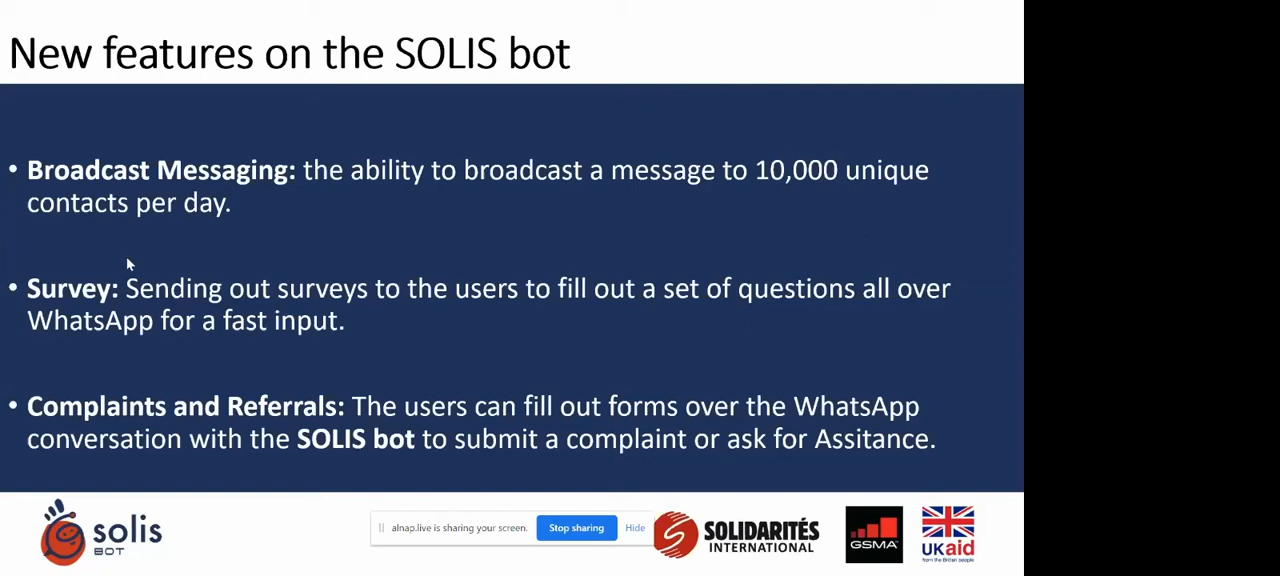 New features on the SOLIS bot
• Broadcast Messaging: the ability to broadcast a message to 10,000 unique
contacts per day.
• Survey: Sending out surveys to the users to fill out a set of questions all over
WhatsApp for a fast input.
• Complaints and Referrals: The users can fill out forms over the WhatsApp
conversation with the SOLIS bot to submit a complaint or ask for Assitance.
solis
BOT
alnap.live is sharing your screen.
Stop sharing
Hide
SOLIDARITÉS
INTERNATIONAL
GSMA
UKaid
from the British people